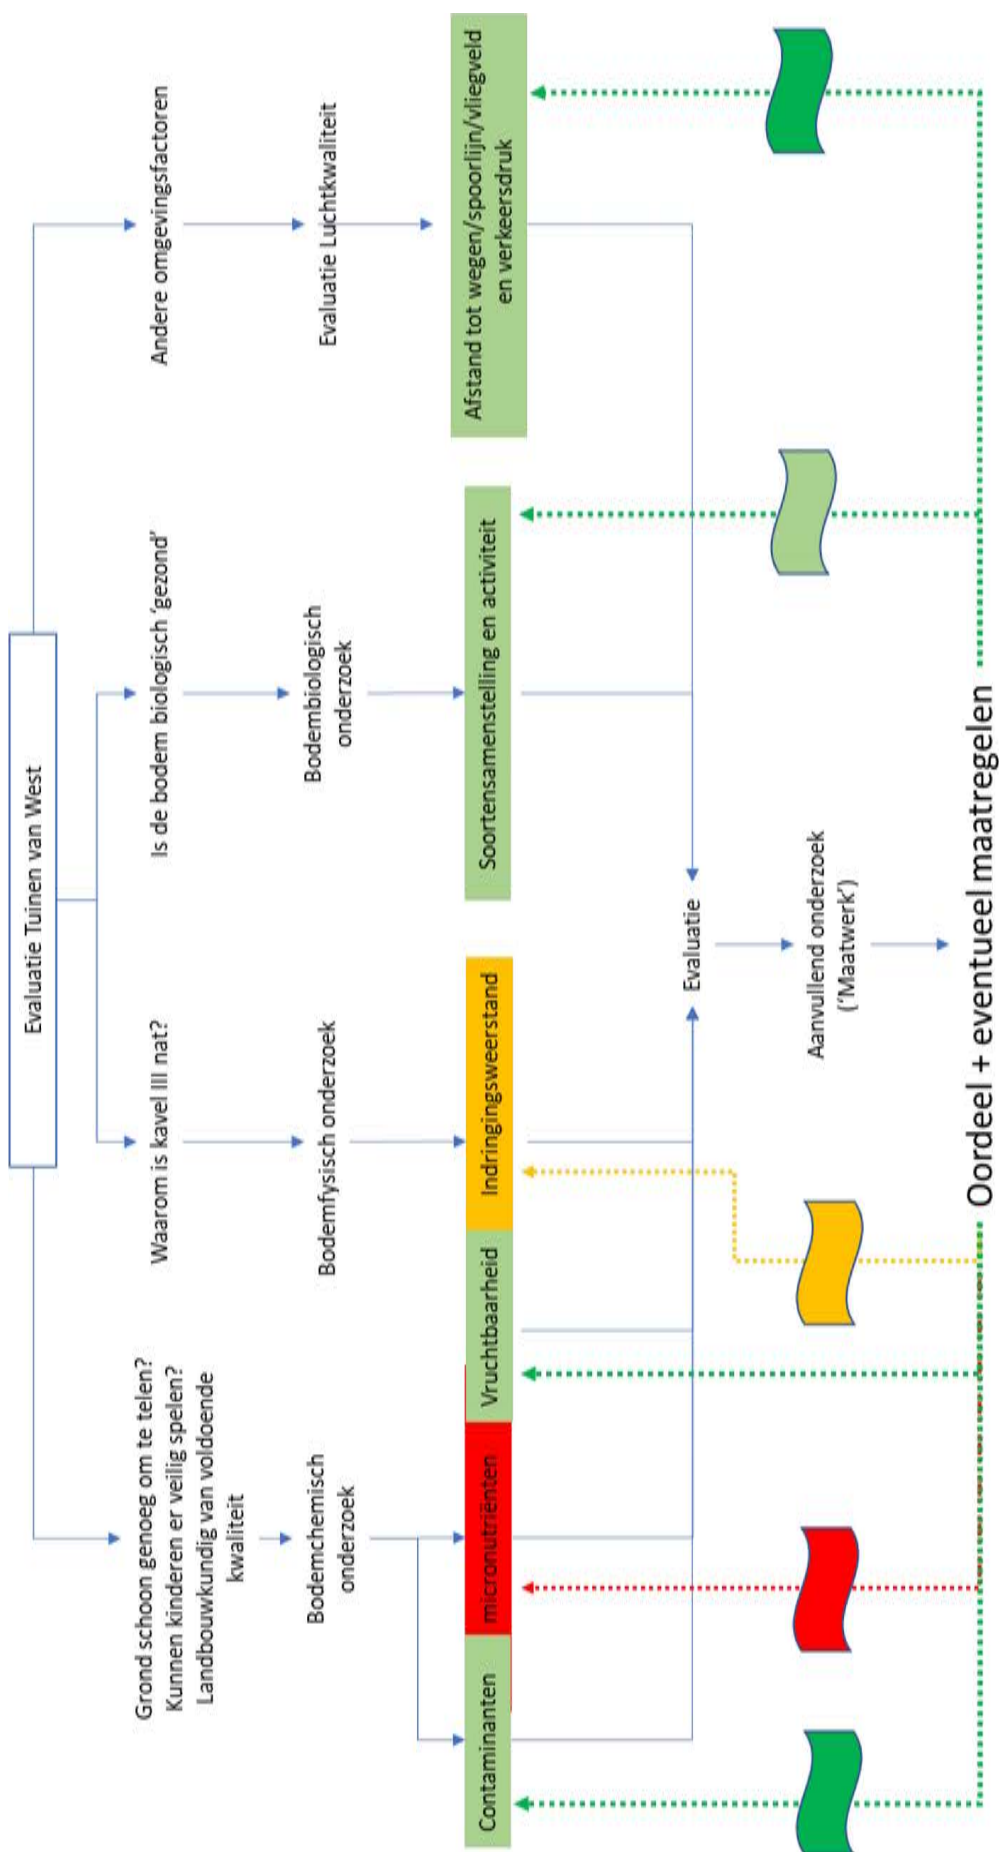 Evaluatie Tuinen van West
Grond schoon genoeg om te telen?
Kunnen kinderen er veilig spelen?
Landbouwkundig van voldoende
kwaliteit
Waarom is kavel III nat?
Is de bodem biologisch ‘gezond’
Andere omgevingsfactoren
Bodemchemisch
onderzoek
Bodemfysisch onderzoek
Bodembiologisch
onderzoek
Evaluatie Luchtkwaliteit
Contaminanten
micronutriënten
Vruchtbaarheid
Indringingsweerstand
Soortensamenstelling en activiteit
Afstand tot wegen/spoorlijn/vliegveld
en verkeersdruk
Evaluatie
Aanvullend onderzoek
(‘Maatwerk’)
Oordeel + eventueel maatregelen